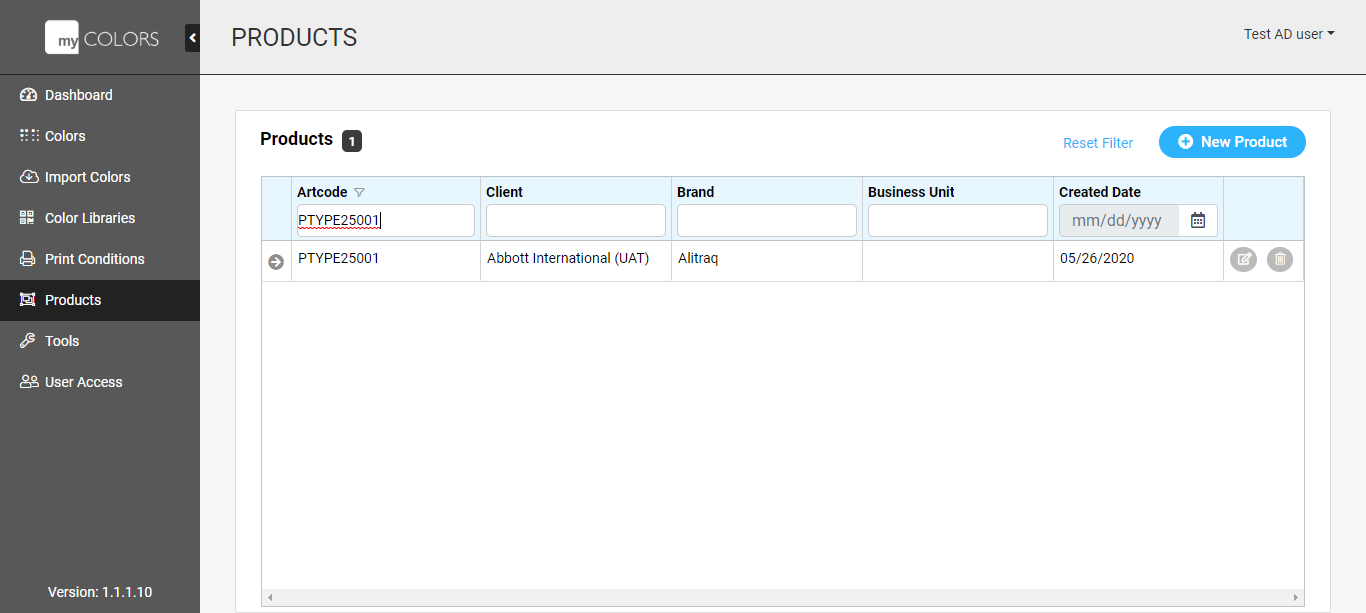 my COLORS
PRODUCTS
Test AD user
Dashboard
Colors
Import Colors
Color Libraries
Print Conditions
Products
Tools
User Access
Version: 1.1.1.10
Products 1
Reset Filter
New Product
Artcode Client Brand Business Unit Created Date
PTYPE25001 mm/dd/yyyy
PTYPE25001 Abbott International (UAT) Alitraq 05/26/2020